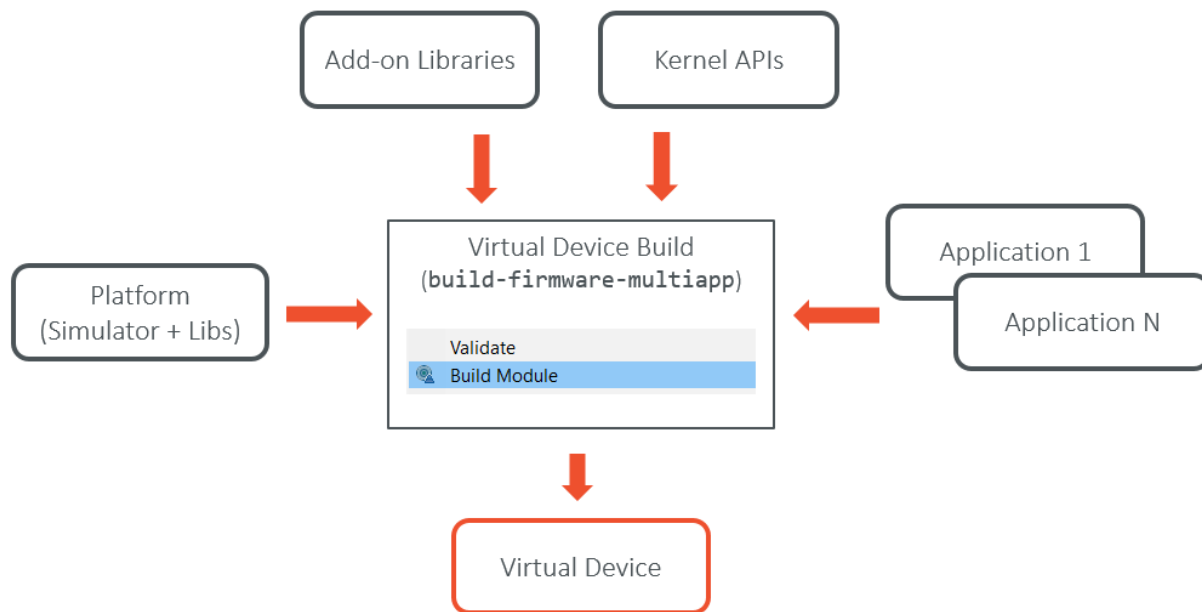 Add-on Libraries
Kernel APIs
Virtual Device Build
(build-firmware-multiapp)
Validate
Build Module
Platform
(Simulator + Libs)
Application 1
Application N
Virtual Device